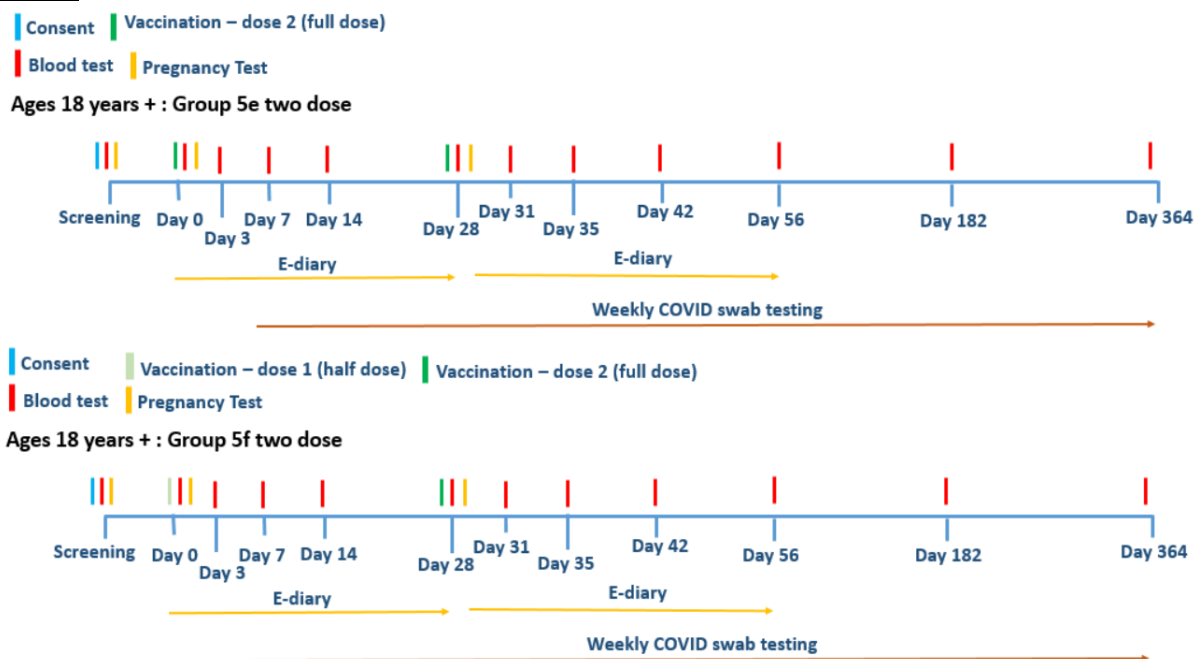 Consent Vaccination – dose 2 (full dose)
Blood test Pregnancy Test
Ages 18 years + : Group 5e two dose
Screening Day 0 Day 3 Day 7 Day 14 Day 28 Day 31 Day 35 Day 42 Day 56 Day 182 Day 364
E-diary E-diary
Weekly COVID swab testing
Consent Vaccination – dose 1 (half dose) Vaccination – dose 2 (full dose)
Blood test Pregnancy Test
Ages 18 years + : Group 5f two dose
Screening Day 0 Day 3 Day 7 Day 14 Day 28 Day 31 Day 35 Day 42 Day 56 Day 182 Day 364
E-diary E-diary
Weekly COVID swab testing